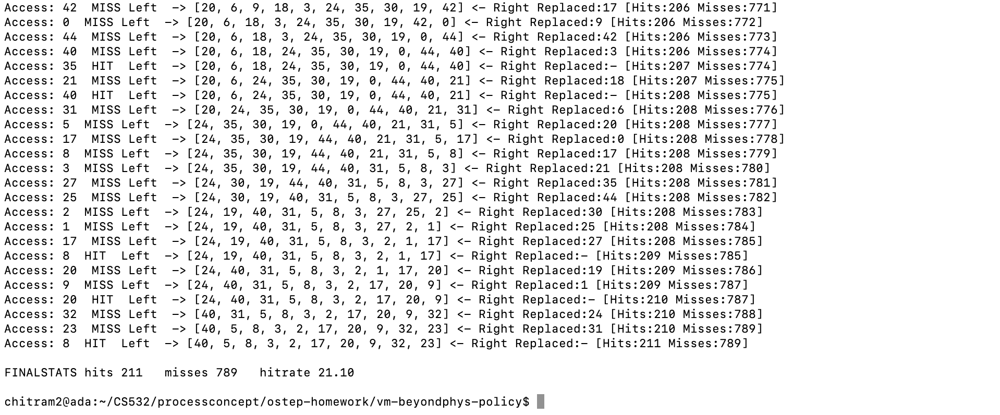 Access: 42  MISS Left  -> [20, 6, 9, 18, 3, 24, 35, 30, 19, 42] <- Right Replaced:17 [Hits:206 Misses:771]
Access: 0  MISS Left  -> [20, 6, 18, 3, 24, 35, 30, 19, 42, 0] <- Right Replaced:9 [Hits:206 Misses:772]
Access: 44  MISS Left  -> [20, 6, 18, 3, 24, 35, 30, 19, 0, 44] <- Right Replaced:42 [Hits:206 Misses:773]
Access: 40  MISS Left  -> [20, 6, 18, 24, 35, 30, 19, 0, 44, 40] <- Right Replaced:3 [Hits:206 Misses:774]
Access: 35  HIT  Left  -> [20, 6, 18, 24, 35, 30, 19, 0, 44, 40] <- Right Replaced:- [Hits:207 Misses:774]
Access: 21  MISS Left  -> [20, 6, 24, 35, 30, 19, 0, 44, 40, 21] <- Right Replaced:18 [Hits:207 Misses:775]
Access: 40  HIT  Left  -> [20, 6, 24, 35, 30, 19, 0, 44, 40, 21] <- Right Replaced:- [Hits:208 Misses:775]
Access: 31  MISS Left  -> [20, 24, 35, 30, 19, 0, 44, 40, 21, 31] <- Right Replaced:6 [Hits:208 Misses:776]
Access: 5  MISS Left  -> [24, 35, 30, 19, 0, 44, 40, 21, 31, 5] <- Right Replaced:20 [Hits:208 Misses:777]
Access: 17  MISS Left  -> [24, 35, 30, 19, 44, 40, 21, 31, 5, 17] <- Right Replaced:0 [Hits:208 Misses:778]
Access: 8  MISS Left  -> [24, 35, 30, 19, 44, 40, 21, 31, 5, 8] <- Right Replaced:17 [Hits:208 Misses:779]
Access: 3  MISS Left  -> [24, 35, 30, 19, 44, 40, 31, 5, 8, 3] <- Right Replaced:21 [Hits:208 Misses:780]
Access: 27  MISS Left  -> [24, 30, 19, 44, 40, 31, 5, 8, 3, 27] <- Right Replaced:35 [Hits:208 Misses:781]
Access: 25  MISS Left  -> [24, 30, 19, 40, 31, 5, 8, 3, 27, 25] <- Right Replaced:44 [Hits:208 Misses:782]
Access: 2  MISS Left  -> [24, 19, 40, 31, 5, 8, 3, 27, 25, 2] <- Right Replaced:30 [Hits:208 Misses:783]
Access: 1  MISS Left  -> [24, 19, 40, 31, 5, 8, 3, 27, 2, 1] <- Right Replaced:25 [Hits:208 Misses:784]
Access: 17  MISS Left  -> [24, 19, 40, 31, 5, 8, 3, 2, 1, 17] <- Right Replaced:27 [Hits:208 Misses:785]
Access: 8  HIT  Left  -> [24, 19, 40, 31, 5, 8, 3, 2, 1, 17] <- Right Replaced:- [Hits:209 Misses:785]
Access: 20  MISS Left  -> [24, 40, 31, 5, 8, 3, 2, 1, 17, 20] <- Right Replaced:19 [Hits:209 Misses:786]
Access: 9  MISS Left  -> [24, 40, 31, 5, 8, 3, 2, 17, 20, 9] <- Right Replaced:1 [Hits:209 Misses:787]
Access: 20  HIT  Left  -> [24, 40, 31, 5, 8, 3, 2, 17, 20, 9] <- Right Replaced:- [Hits:210 Misses:787]
Access: 32  MISS Left  -> [40, 31, 5, 8, 3, 2, 17, 20, 9, 32] <- Right Replaced:24 [Hits:210 Misses:788]
Access: 23  MISS Left  -> [40, 5, 8, 3, 2, 17, 20, 9, 32, 23] <- Right Replaced:31 [Hits:210 Misses:789]
Access: 8  HIT  Left  -> [40, 5, 8, 3, 2, 17, 20, 9, 32, 23] <- Right Replaced:- [Hits:211 Misses:789]
FINALSTATS hits 211   misses 789   hitrate 21.10
chitram2@ada:~/CS532/processconcept/ostep-homework/vm-beyondphys-policy$